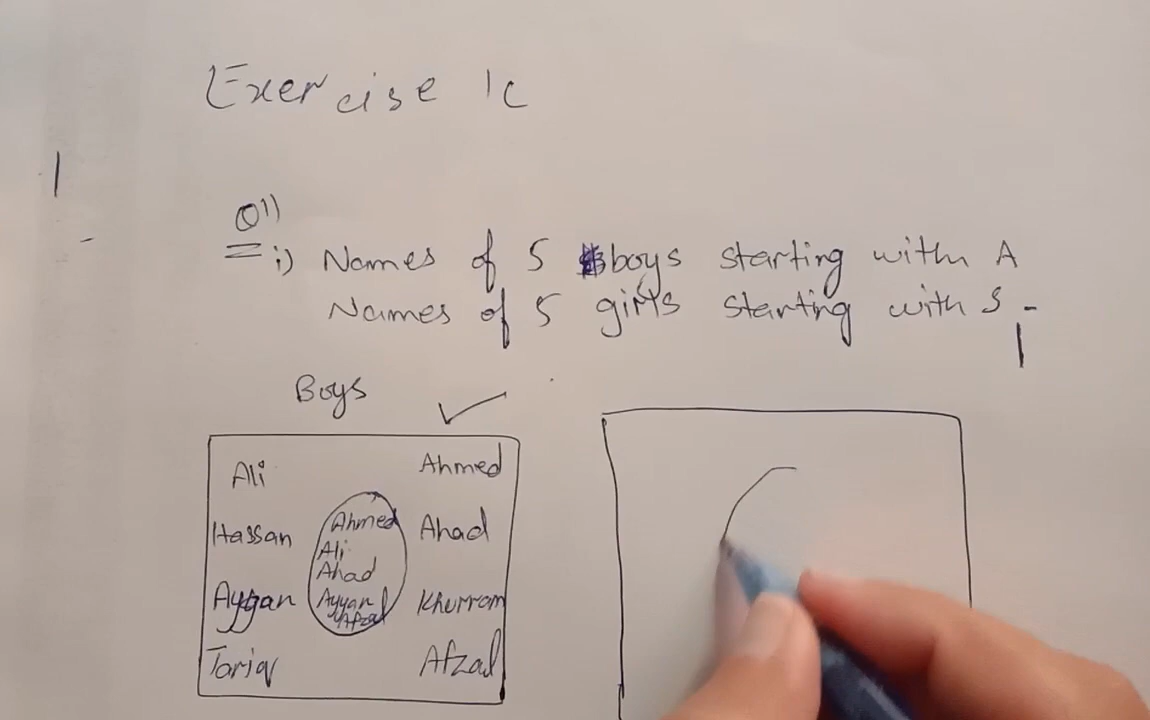 Exercise 1c
Q1)
i) Names of 5 boys starting with A
Names of 5 girls starting with S -
Boys
Ali Ahmed
Ahmed
Hassan Ahad
Ali
Ahad
Ayyan Khurram
Ayyan
Afzal
Tariq Afzal